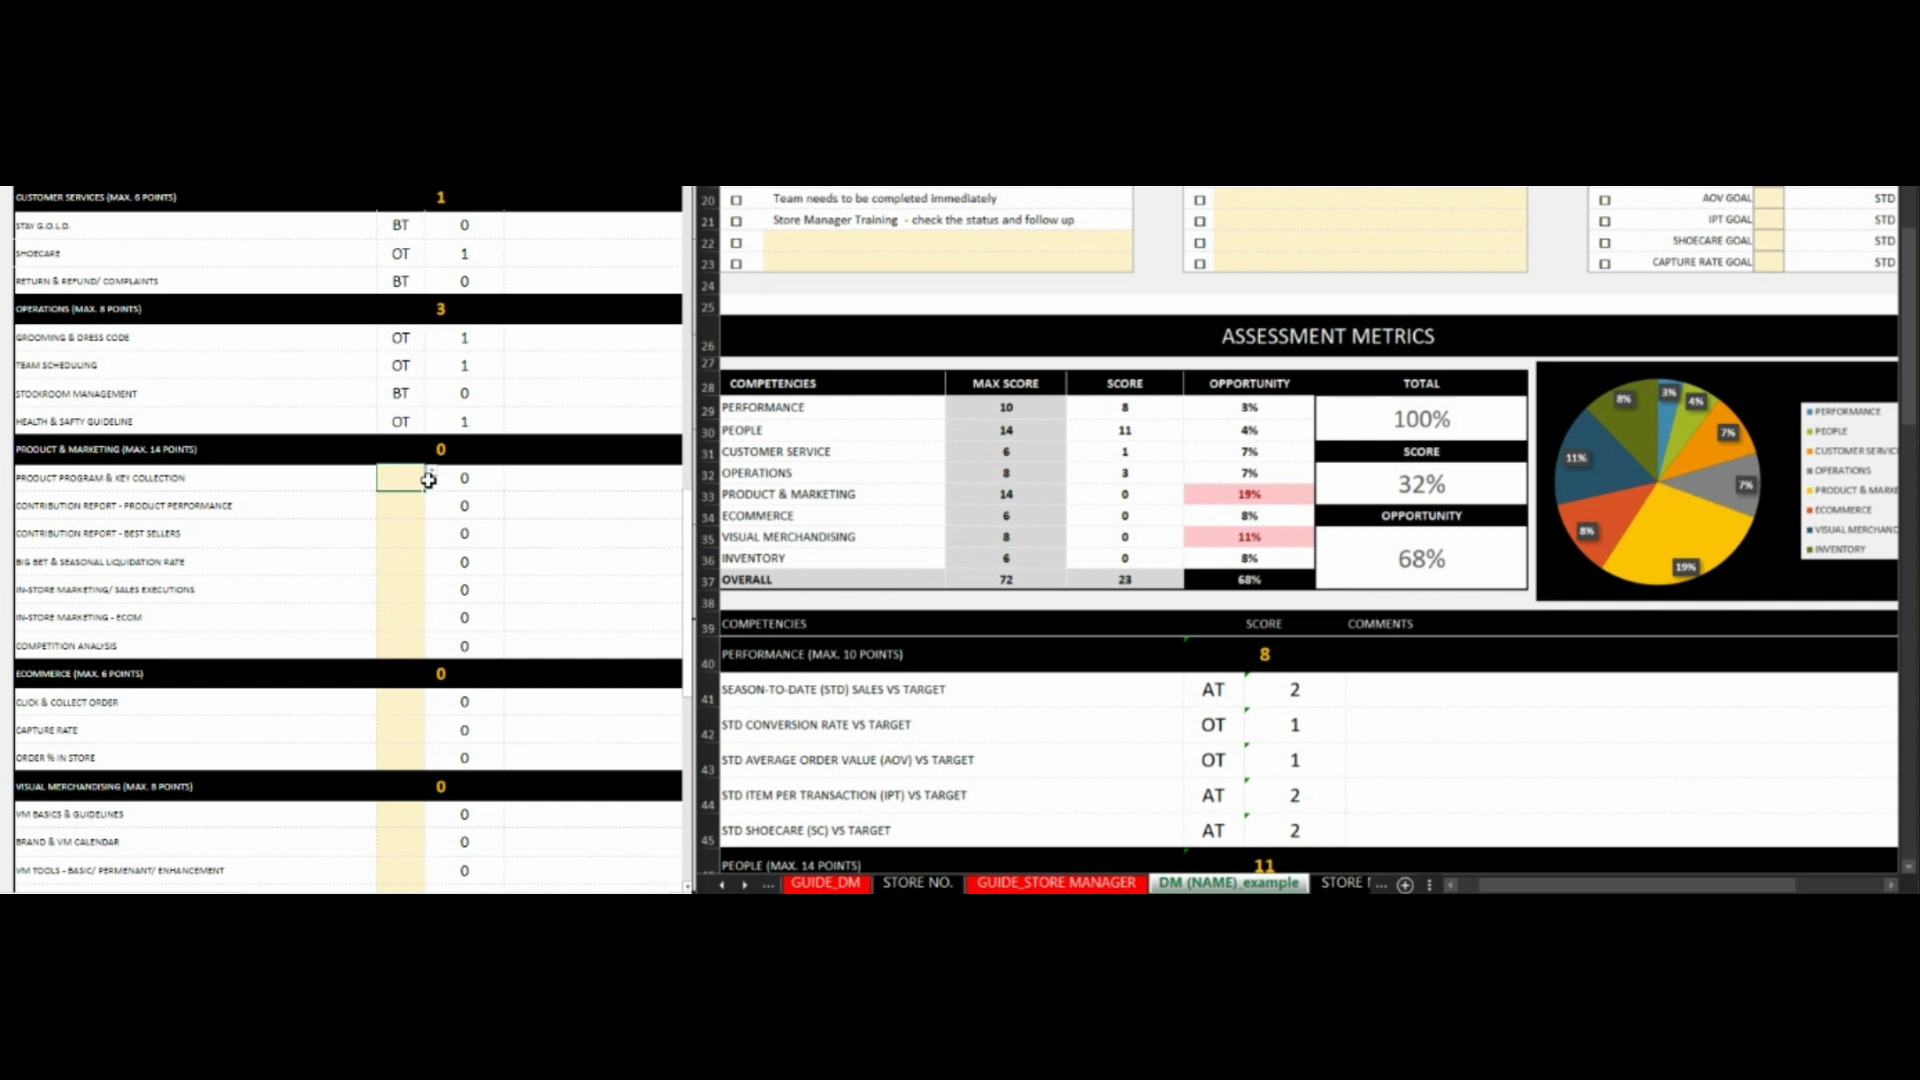 CUSTOMER SERVICES (MAX. 6 POINTS) 1
STAY G.O.L.D. BT 0
SHOECARE OT 1
RETURN & REFUND/ COMPLAINTS BT 0
OPERATIONS (MAX. 8 POINTS) 3
GROOMING & DRESS CODE OT 1
TEAM SCHEDULING OT 1
STOCKROOM MANAGEMENT BT 0
HEALTH & SAFTY GUIDELINE OT 1
PRODUCT & MARKETING (MAX. 14 POINTS) 0
PRODUCT PROGRAM & KEY COLLECTION 0
CONTRIBUTION REPORT - PRODUCT PERFORMANCE 0
CONTRIBUTION REPORT - BEST SELLERS 0
BIG BET & SEASONAL LIQUIDATION RATE 0
IN-STORE MARKETING/ SALES EXECUTIONS 0
IN-STORE MARKETING - ECOM 0
COMPETITION ANALYSIS 0
ECOMMERCE (MAX. 6 POINTS) 0
CLICK & COLLECT ORDER 0
CAPTURE RATE 0
ORDER % IN STORE 0
VISUAL MERCHANDISING (MAX. 8 POINTS) 0
VM BASICS & GUIDELINES 0
BRAND & VM CALENDAR 0
VM TOOLS - BASIC/ PERMENANT/ ENHANCEMENT 0
20 Team needs to be completed immediately AOV GOAL STD
21 Store Manager Training - check the status and follow up IPT GOAL STD
22 SHOECARE GOAL STD
23 CAPTURE RATE GOAL STD
24
25
26 ASSESSMENT METRICS
27
28 COMPETENCIES MAX SCORE SCORE OPPORTUNITY TOTAL
29 PERFORMANCE 10 8 3% 100%
30 PEOPLE 14 11 4%
31 CUSTOMER SERVICE 6 1 7% SCORE
32 OPERATIONS 8 3 7% 32%
33 PRODUCT & MARKETING 14 0 19%
34 ECOMMERCE 6 0 8% OPPORTUNITY
35 VISUAL MERCHANDISING 8 0 11% 68%
36 INVENTORY 6 0 8%
37 OVERALL 72 23 68%
3%
4%
7%
7%
19%
8%
11%
8%
PERFORMANCE
PEOPLE
CUSTOMER SERVIC
OPERATIONS
PRODUCT & MARKE
ECOMMERCE
VISUAL MERCHAND
INVENTORY
38
39 COMPETENCIES SCORE COMMENTS
40 PERFORMANCE (MAX. 10 POINTS) 8
41 SEASON-TO-DATE (STD) SALES VS TARGET AT 2
42 STD CONVERSION RATE VS TARGET OT 1
43 STD AVERAGE ORDER VALUE (AOV) VS TARGET OT 1
44 STD ITEM PER TRANSACTION (IPT) VS TARGET AT 2
45 STD SHOECARE (SC) VS TARGET AT 2
PEOPLE (MAX. 14 POINTS) 11
... GUIDE_DM STORE NO. GUIDE_STORE MANAGER DM (NAME)_example STORE ...